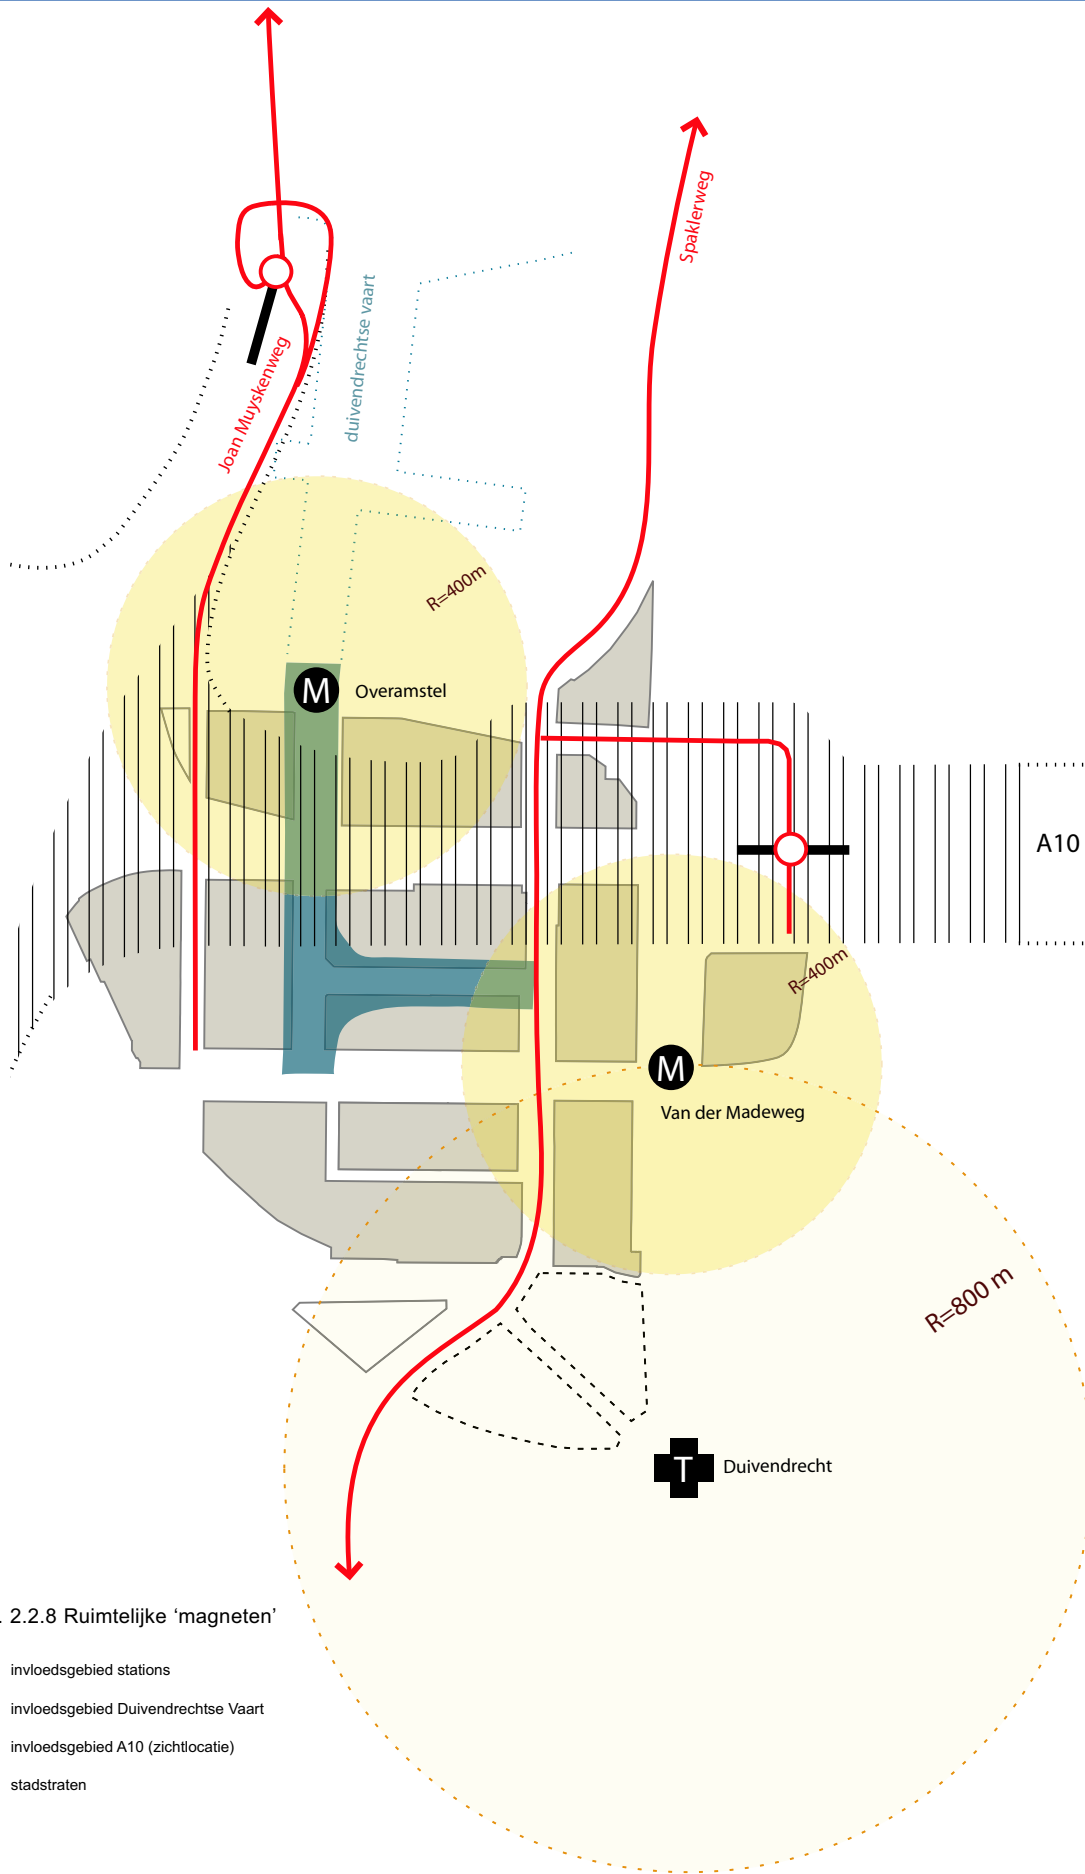 Spaklerweg
duivendrechtse vaart
Joan Muyskenweg
R=400m
M
Overamstel
A10
R=400m
M
Van der Madeweg
R=800 m
T
Duivendrecht
. 2.2.8 Ruimtelijke ‘magneten’
invloedsgebied stations
invloedsgebied Duivendrechtse Vaart
invloedsgebied A10 (zichtlocatie)
stadstraten